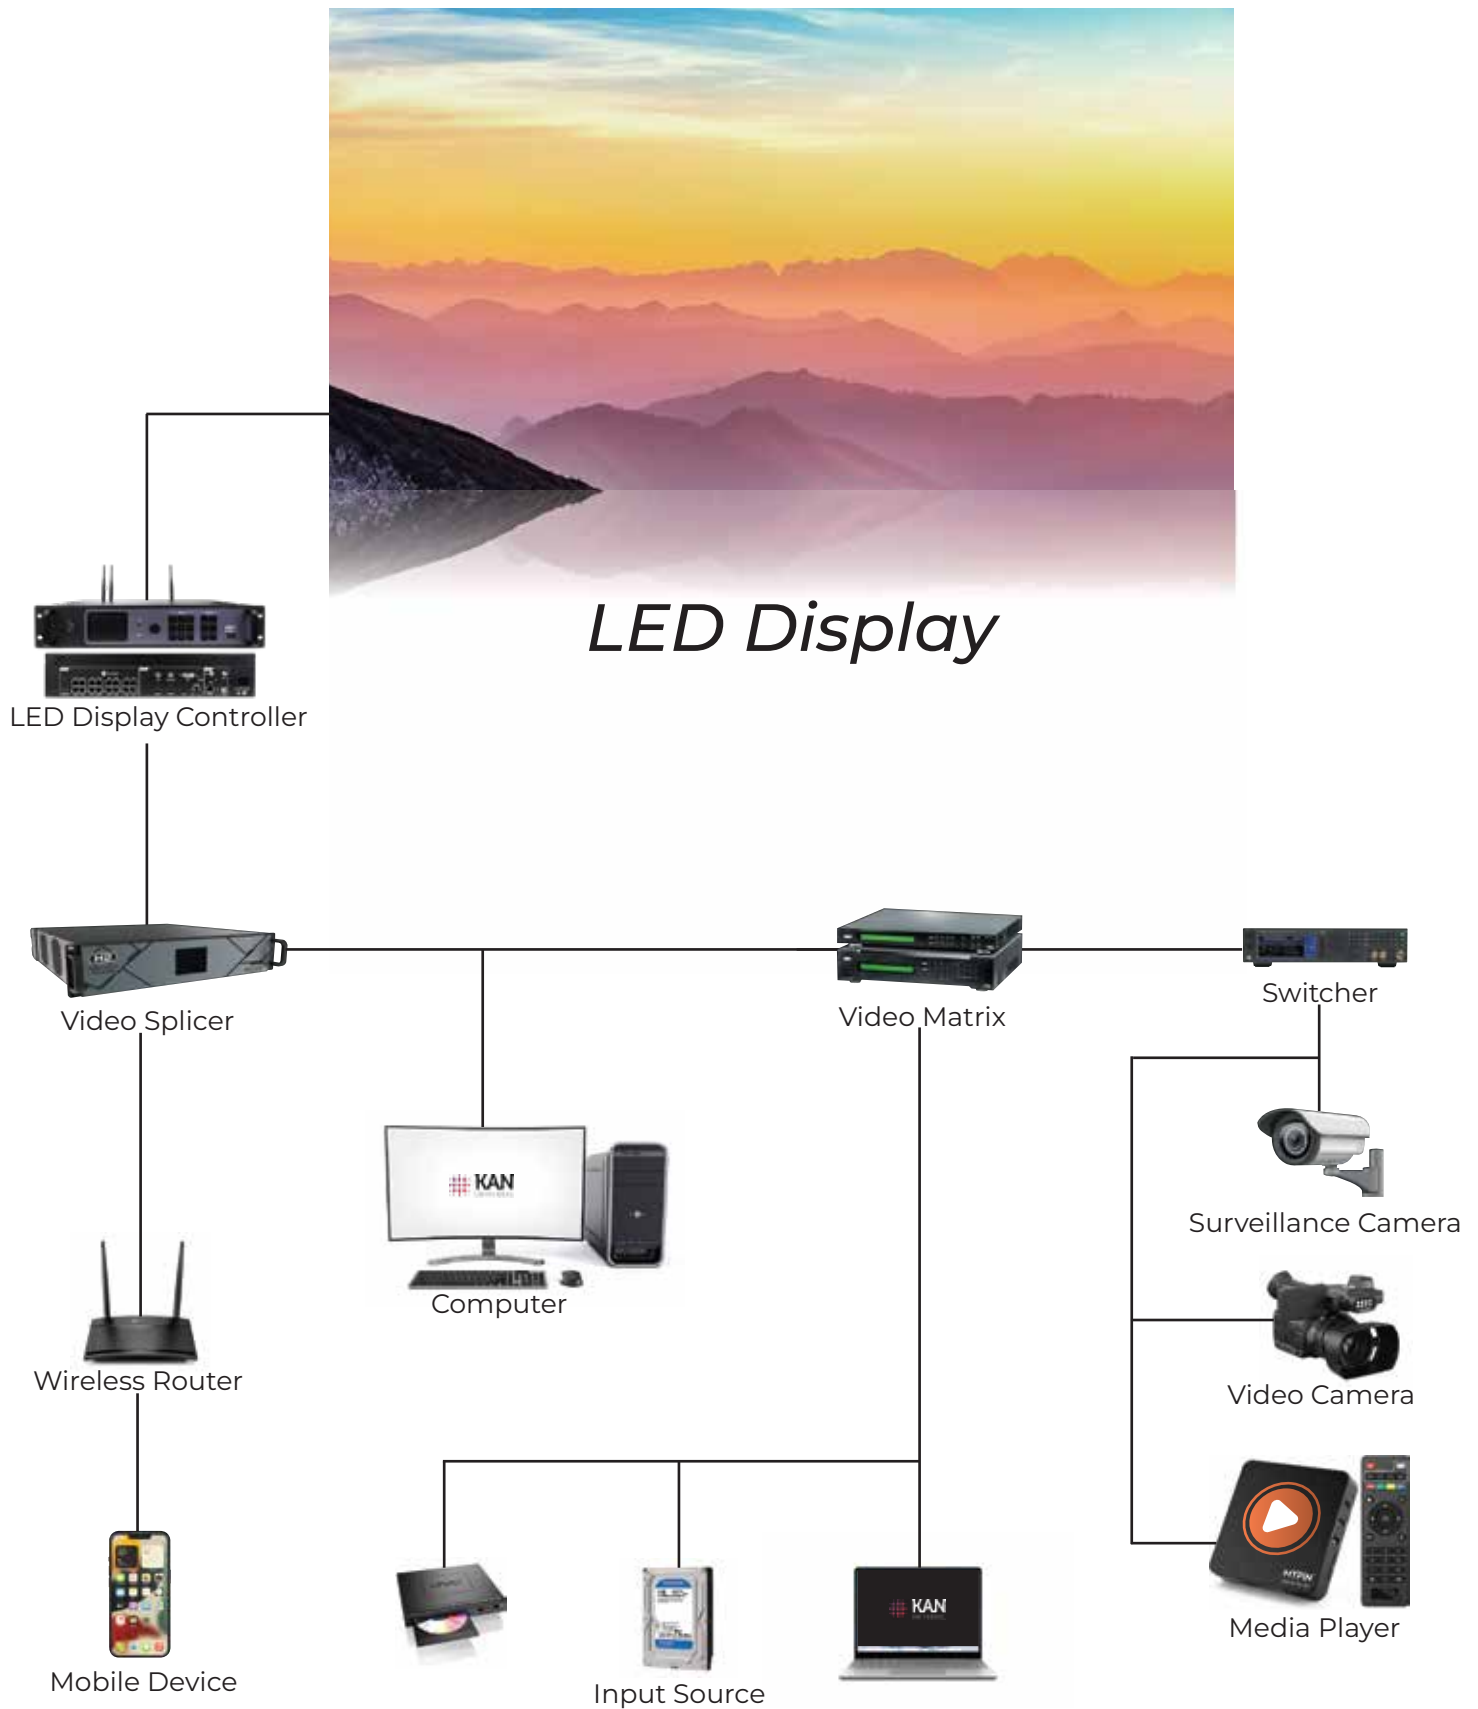 LED Display
LED Display Controller
H2
Video Splicer
Video Matrix
Switcher
KAN
Computer
Surveillance Camera
Video Camera
Wireless Router
Mobile Device
KAN
Input Source
Media Player